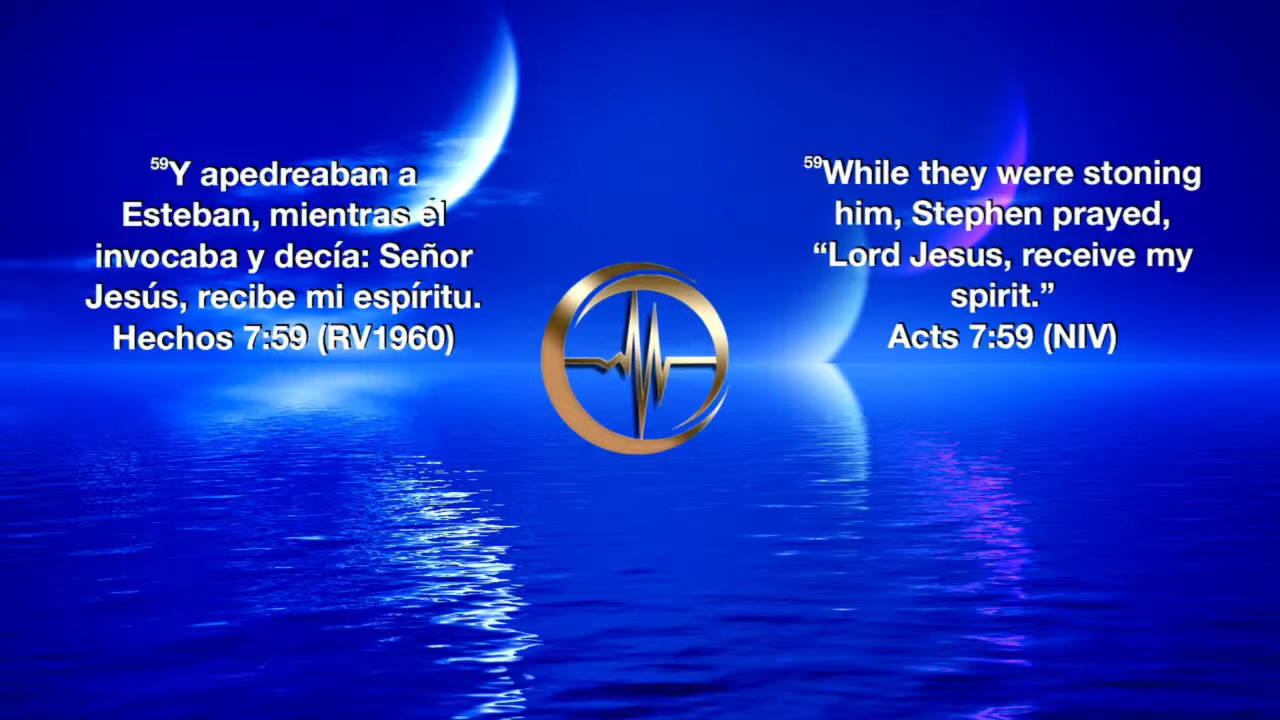 ⁵⁹Y apedreaban a
Esteban, mientras él
invocaba y decía: Señor
Jesús, recibe mi espíritu.
Hechos 7:59 (RV1960)
⁵⁹While they were stoning
him, Stephen prayed,
“Lord Jesus, receive my
spirit.”
Acts 7:59 (NIV)